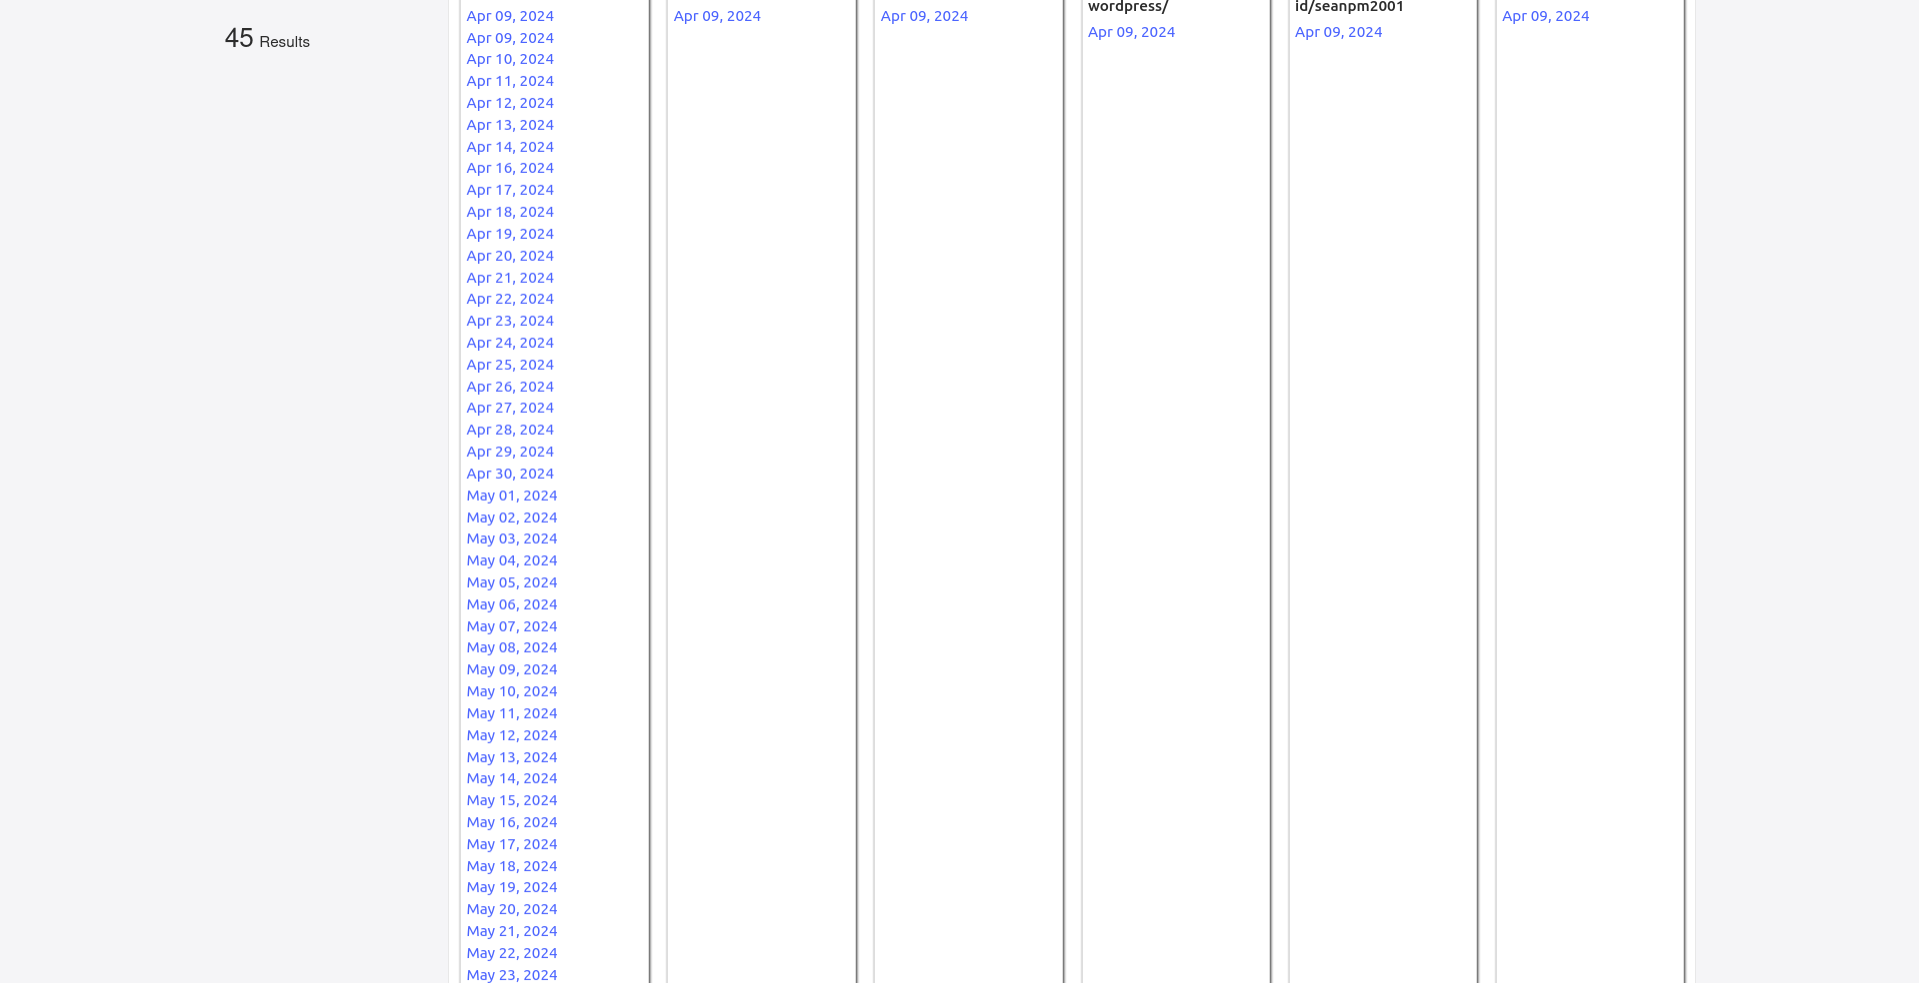 45 Results
Apr 09, 2024
Apr 09, 2024
Apr 10, 2024
Apr 11, 2024
Apr 12, 2024
Apr 13, 2024
Apr 14, 2024
Apr 16, 2024
Apr 17, 2024
Apr 18, 2024
Apr 19, 2024
Apr 20, 2024
Apr 21, 2024
Apr 22, 2024
Apr 23, 2024
Apr 24, 2024
Apr 25, 2024
Apr 26, 2024
Apr 27, 2024
Apr 28, 2024
Apr 29, 2024
Apr 30, 2024
May 01, 2024
May 02, 2024
May 03, 2024
May 04, 2024
May 05, 2024
May 06, 2024
May 07, 2024
May 08, 2024
May 09, 2024
May 10, 2024
May 11, 2024
May 12, 2024
May 13, 2024
May 14, 2024
May 15, 2024
May 16, 2024
May 17, 2024
May 18, 2024
May 19, 2024
May 20, 2024
May 21, 2024
May 22, 2024
May 23, 2024
Apr 09, 2024
Apr 09, 2024
wordpress/
Apr 09, 2024
id/seanpm2001
Apr 09, 2024
Apr 09, 2024